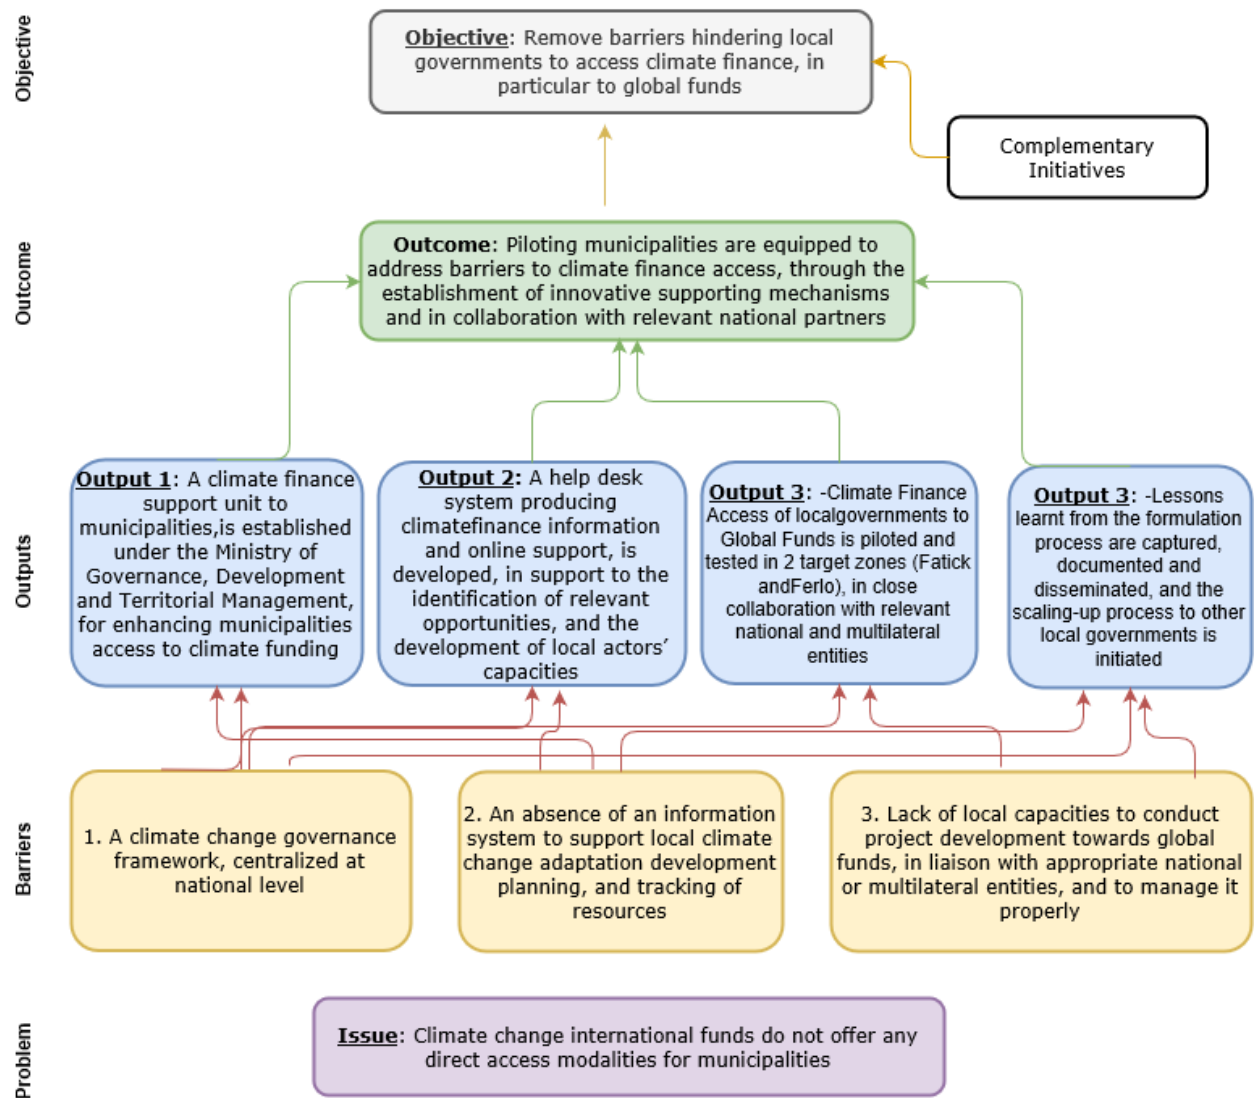 Objective
Objective: Remove barriers hindering local
governments to access climate finance, in
particular to global funds
Complementary
Initiatives
Outcome
Outcome: Piloting municipalities are equipped to
address barriers to climate finance access, through the
establishment of innovative supporting mechanisms
and in collaboration with relevant national partners
Outputs
Output 1: A climate finance
support unit to
municipalities,is established
under the Ministry of
Governance, Development
and Territorial Management,
for enhancing municipalities
access to climate funding
Output 2: A help desk
system producing
climatefinance information
and online support, is
developed, in support to the
identification of relevant
opportunities, and the
development of local actors’
capacities
Output 3: -Climate Finance
Access of localgovernments to
Global Funds is piloted and
tested in 2 target zones (Fatick
andFerlo), in close
collaboration with relevant
national and multilateral
entities
Output 3: -Lessons
learnt from the formulation
process are captured,
documented and
disseminated, and the
scaling-up process to other
local governments is
initiated
Barriers
1. A climate change governance
framework, centralized at
national level
2. An absence of an information
system to support local climate
change adaptation development
planning, and tracking of
resources
3. Lack of local capacities to conduct
project development towards global
funds, in liaison with appropriate national
or multilateral entities, and to manage it
properly
Problem
Issue: Climate change international funds do not offer any
direct access modalities for municipalities